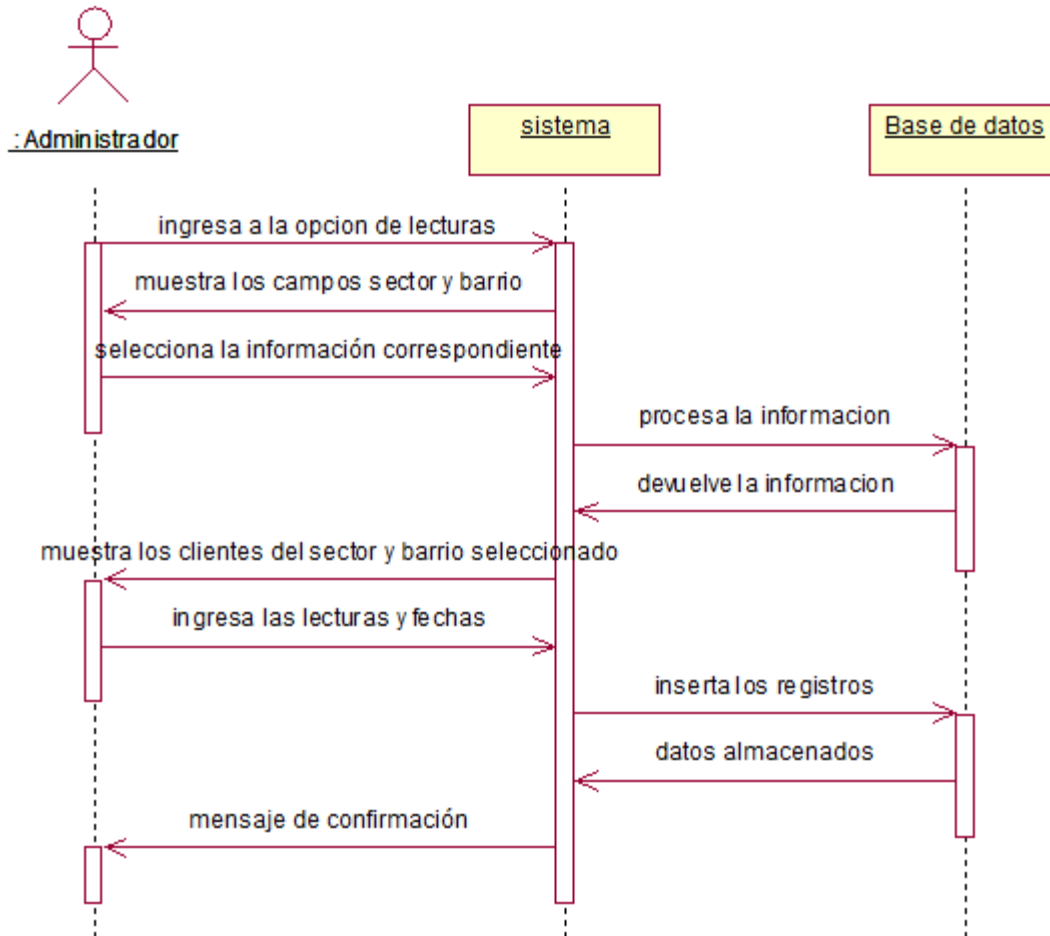 : Administrador
sistema
Base de datos
ingresa a la opcion de lecturas
muestra los campos sector y barrio
selecciona la información correspondiente
procesa la informacion
devuelve la informacion
muestra los clientes del sector y barrio seleccionado
ingresa las lecturas y fechas
inserta los registros
datos almacenados
mensaje de confirmación